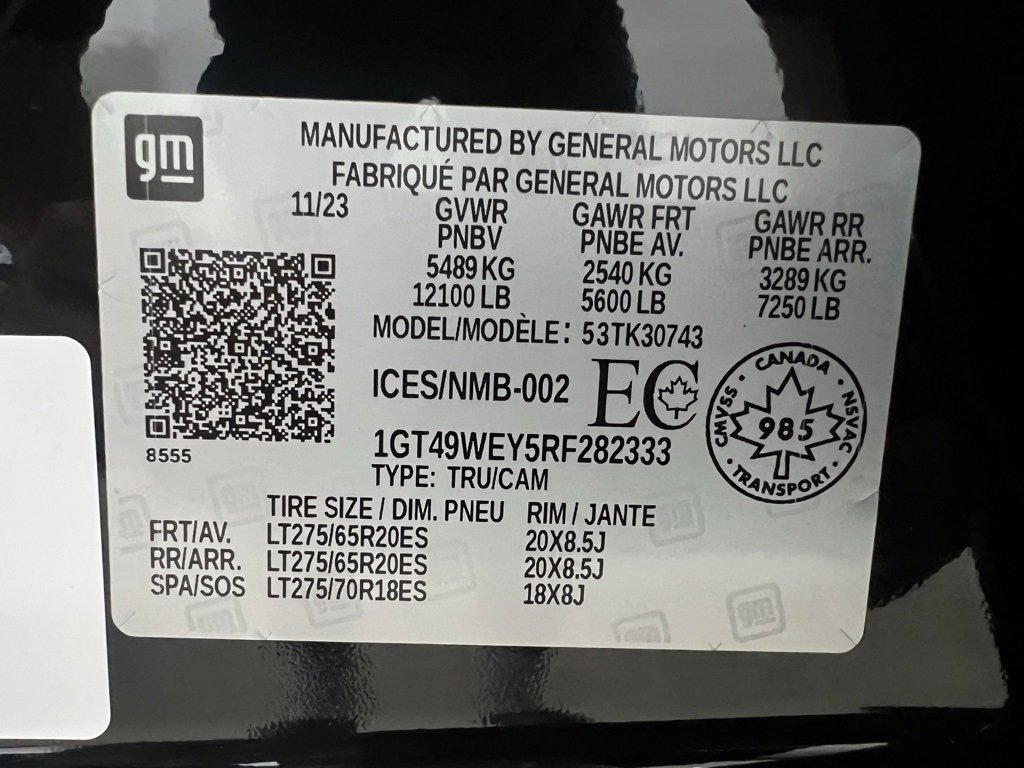 gm
MANUFACTURED BY GENERAL MOTORS LLC
FABRIQUÉ PAR GENERAL MOTORS LLC
11/23 GVWR GAWR FRT GAWR RR
PNBV PNBE AV. PNBE ARR.
5489 KG 2540 KG 3289 KG
12100 LB 5600 LB 7250 LB
MODEL/MODÈLE: 53TK30743
ICES/NMB-002 EC
CANADA
CMVSS 985 NSVAC
TRANSPORT
8555
1GT49WEY5RF282333
TYPE: TRU/CAM
TIRE SIZE / DIM. PNEU RIM / JANTE
FRT/AV. LT275/65R20ES 20X8.5J
RR/ARR. LT275/65R20ES 20X8.5J
SPA/SOS LT275/70R18ES 18X8J